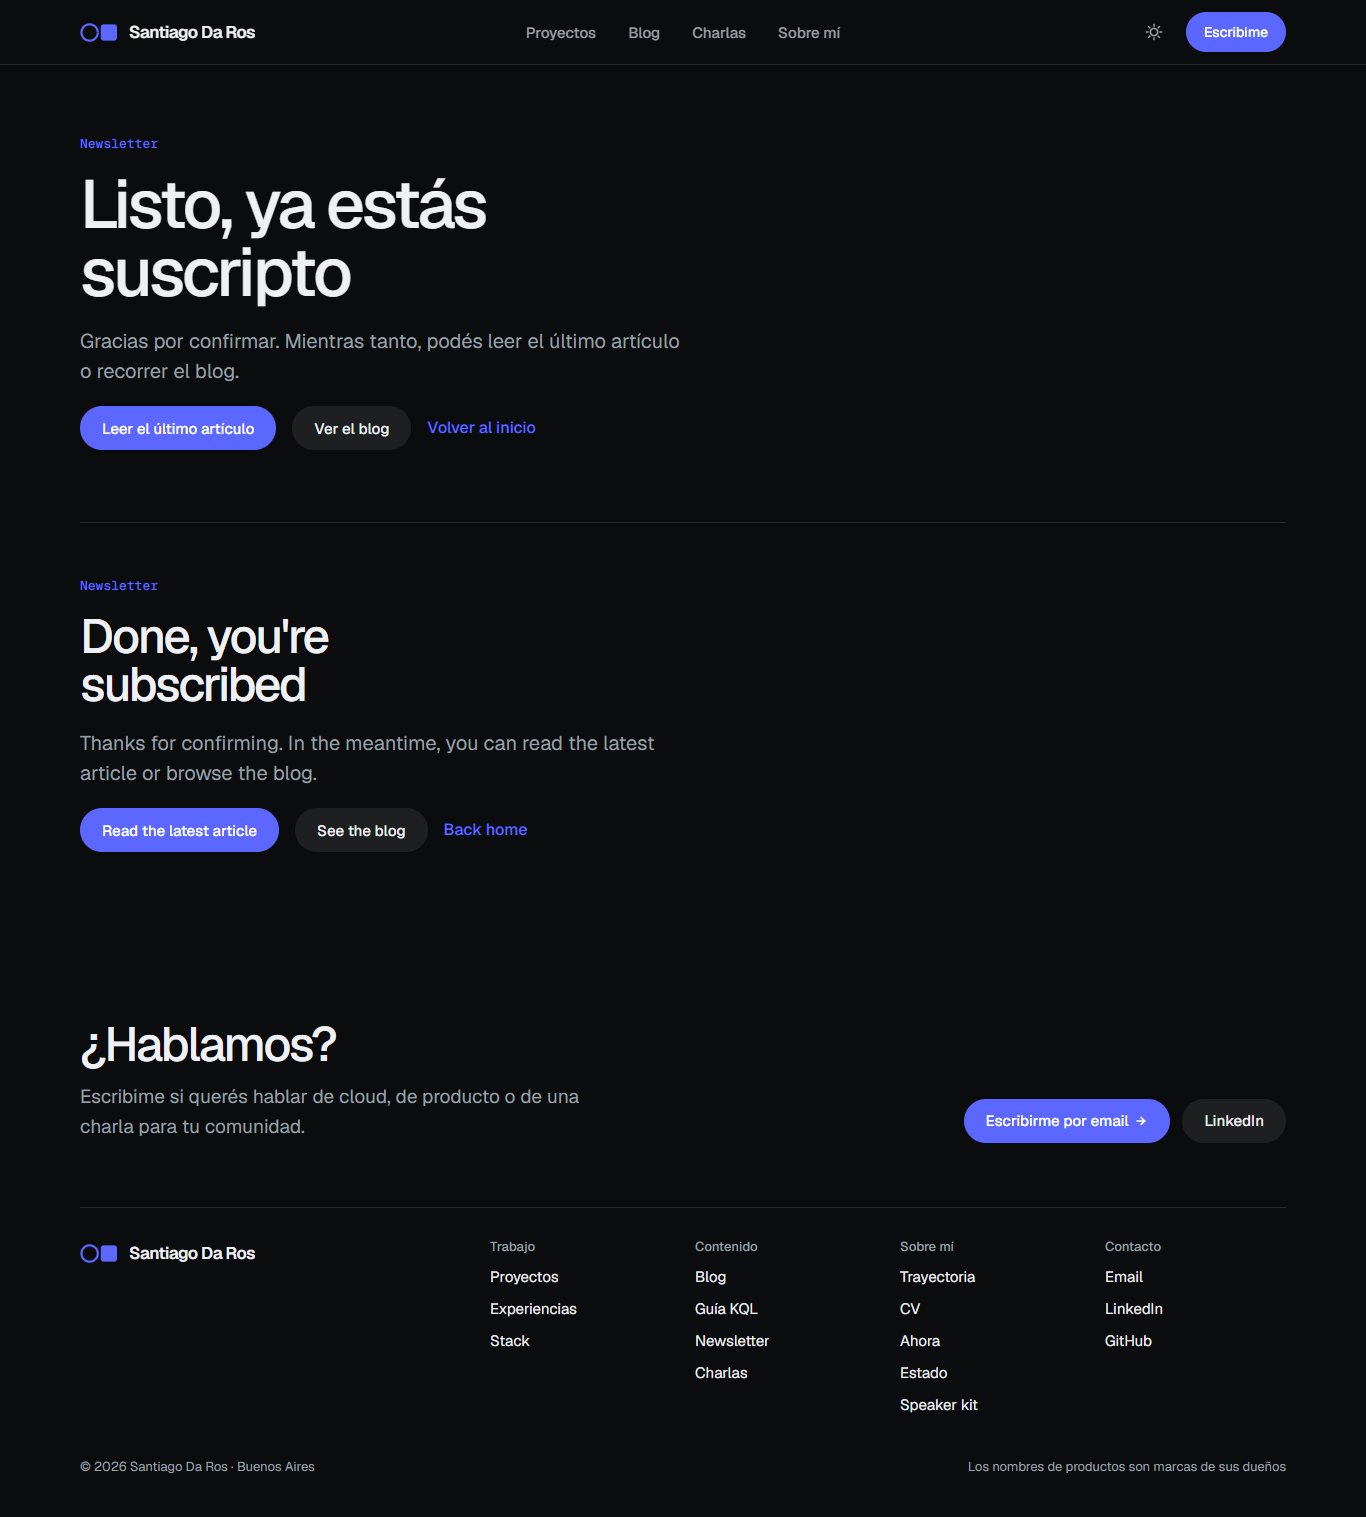 Santiago Da Ros
Proyectos
Blog
Charlas
Sobre mí
Escribime
Newsletter
Listo, ya estás
suscripto
Gracias por confirmar. Mientras tanto, podés leer el último artículo
o recorrer el blog.
Leer el último artículo
Ver el blog
Volver al inicio
Newsletter
Done, you're
subscribed
Thanks for confirming. In the meantime, you can read the latest
article or browse the blog.
Read the latest article
See the blog
Back home
¿Hablamos?
Escribime si querés hablar de cloud, de producto o de una
charla para tu comunidad.
Escribirme por email →
LinkedIn
Santiago Da Ros
Trabajo
Proyectos
Experiencias
Stack
Contenido
Blog
Guía KQL
Newsletter
Charlas
Sobre mí
Trayectoria
CV
Ahora
Estado
Speaker kit
Contacto
Email
LinkedIn
GitHub
© 2026 Santiago Da Ros · Buenos Aires
Los nombres de productos son marcas de sus dueños